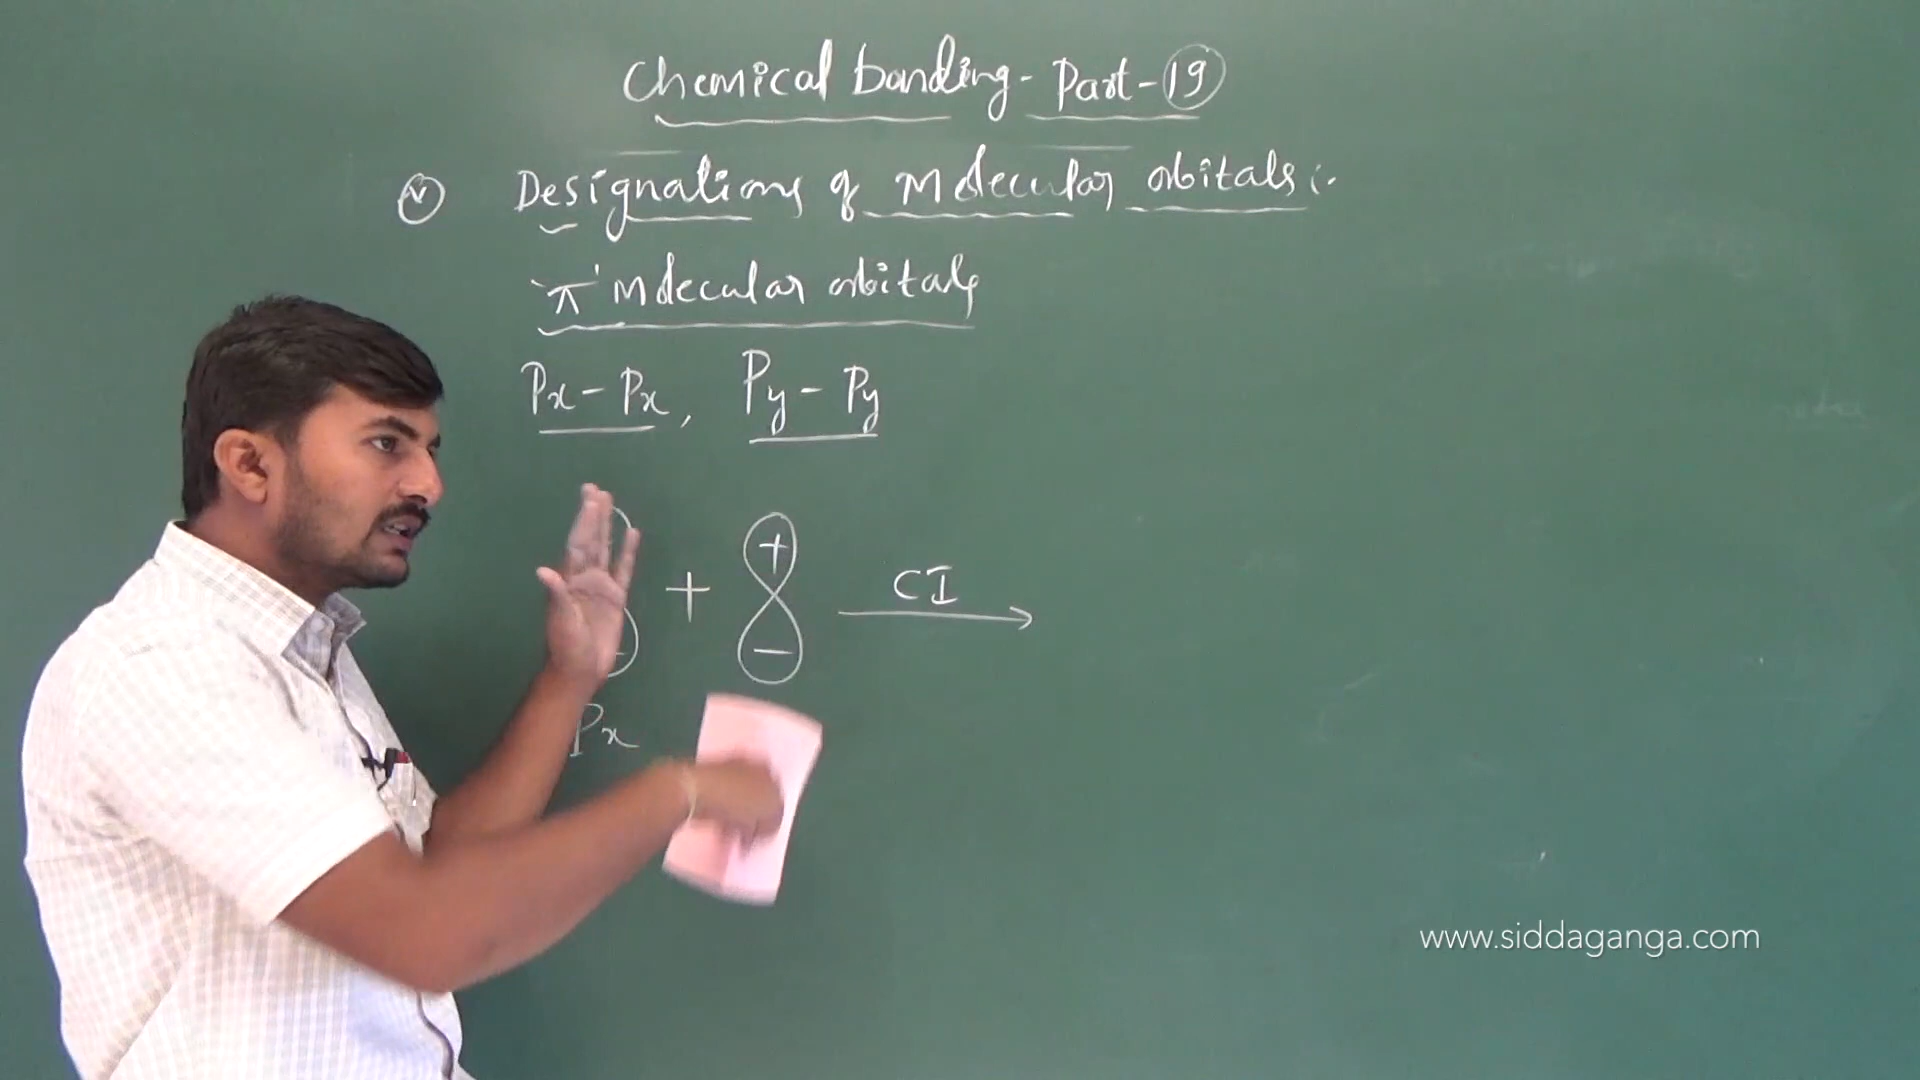 Chemical bonding - Part - 19
Designations of Molecular orbitals :-
'π' Molecular orbitals
Px - Px, Py - Py
+ + CI
- -
Px
www.siddaganga.com